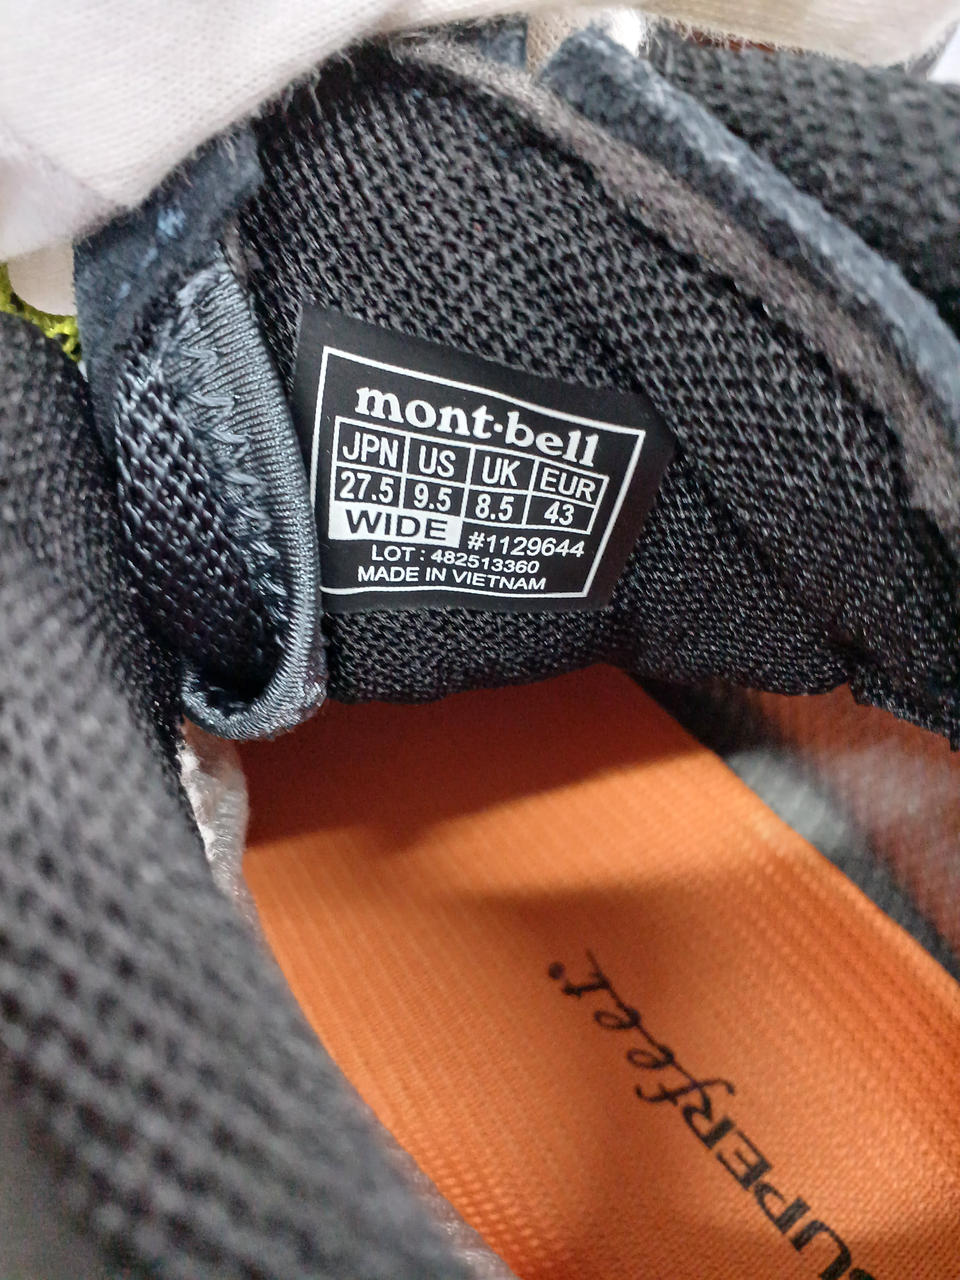 mont·bell
JPN US UK EUR
27.5 9.5 8.5 43
WIDE #1129644
LOT : 482513360
MADE IN VIETNAM
SUPERfeet®